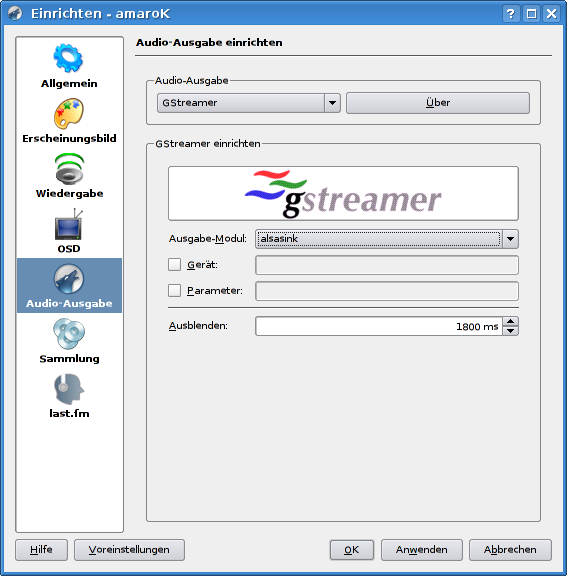 Einrichten - amaroK
Allgemein
Erscheinungsbild
Wiedergabe
OSD
Audio-Ausgabe
Sammlung
last.fm
Audio-Ausgabe einrichten
Audio-Ausgabe
GStreamer
Über
GStreamer einrichten
gstreamer
Ausgabe-Modul: alsasink
Gerät:
Parameter:
Ausblenden: 1800 ms
Hilfe
Voreinstellungen
OK
Anwenden
Abbrechen